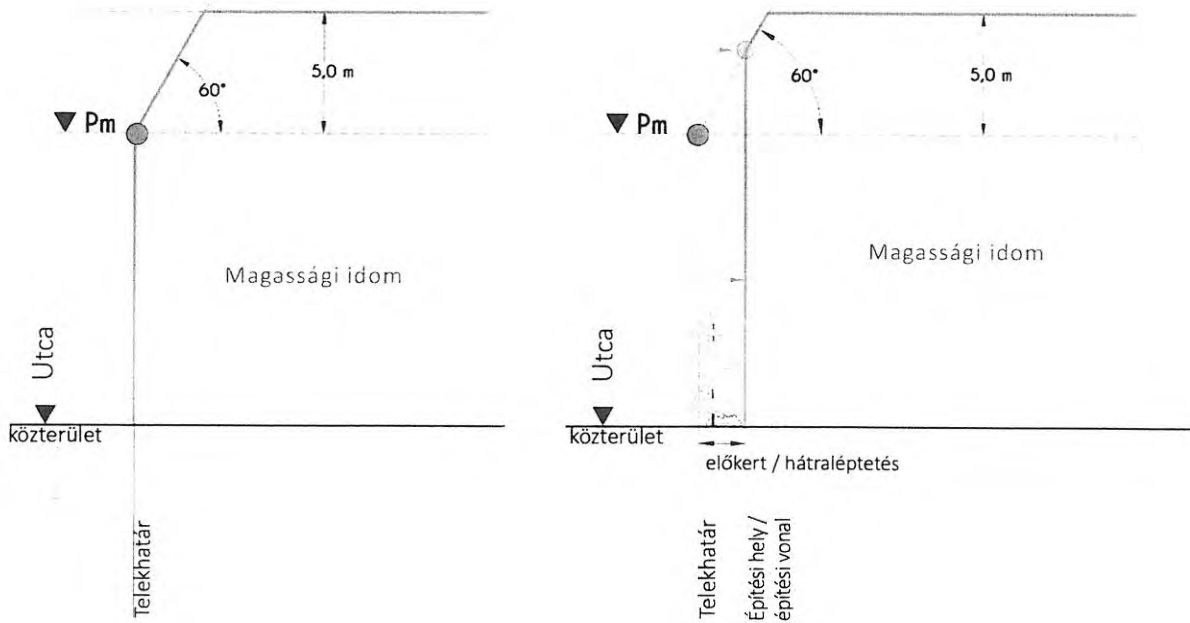 5,0 m
60°
Pm
Magassági idom
Utca
közterület
Telekhatár
5,0 m
60°
Pm
Magassági idom
Utca
közterület
előkert / hátraléptetés
Telekhatár
Építési hely /
építési vonal